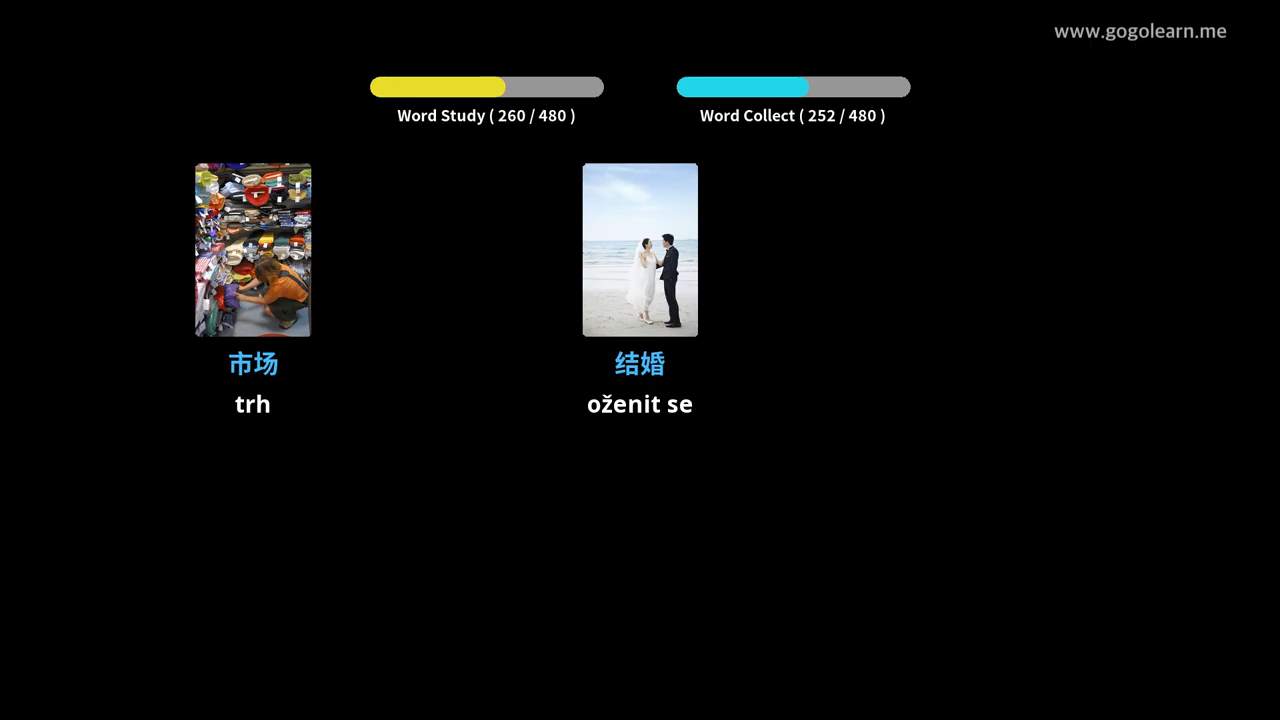 www.gogolearn.me
Word Study ( 260 / 480 )
Word Collect ( 252 / 480 )
市场
结婚
trh
oženit se